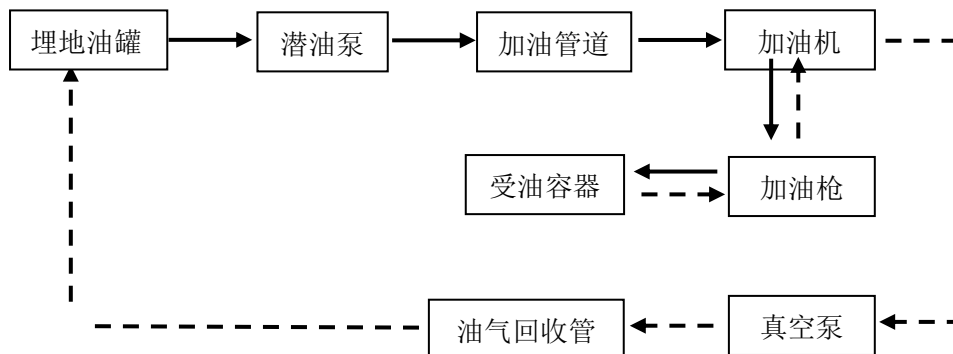 埋地油罐
潜油泵
加油管道
加油机
受油容器
加油枪
油气回收管
真空泵